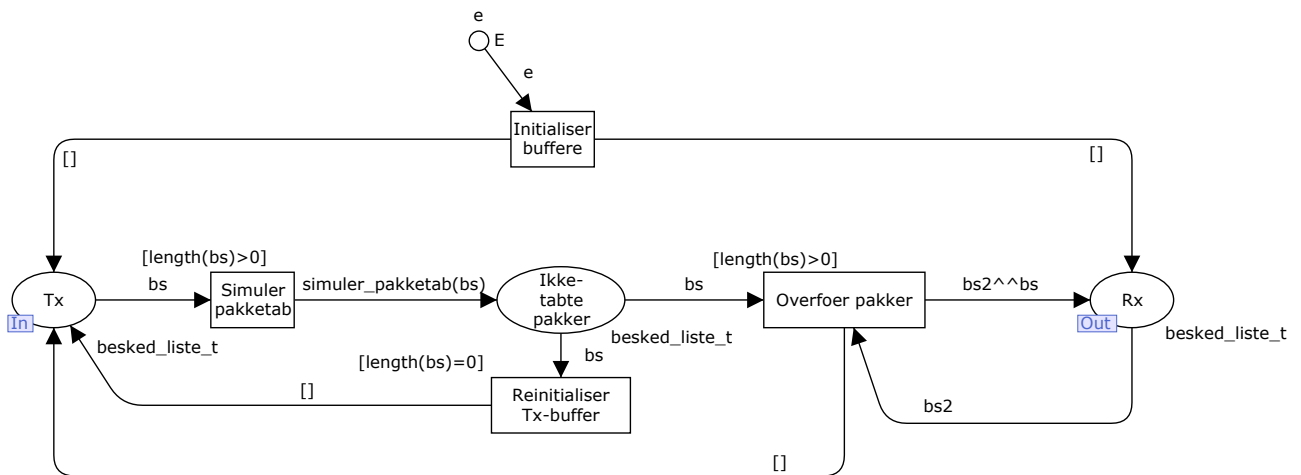 e
E
e
Initialiser
buffere
[]
[]
[length(bs)>0]
[length(bs)>0]
Tx
bs
Simuler
pakketab
simuler_pakketab(bs)
Ikke-
tabte
pakker
bs
Overfoer pakker
bs2^^bs
Rx
In
Out
besked_liste_t
besked_liste_t
besked_liste_t
bs
[length(bs)=0]
[]
Reinitialiser
Tx-buffer
bs2
[]